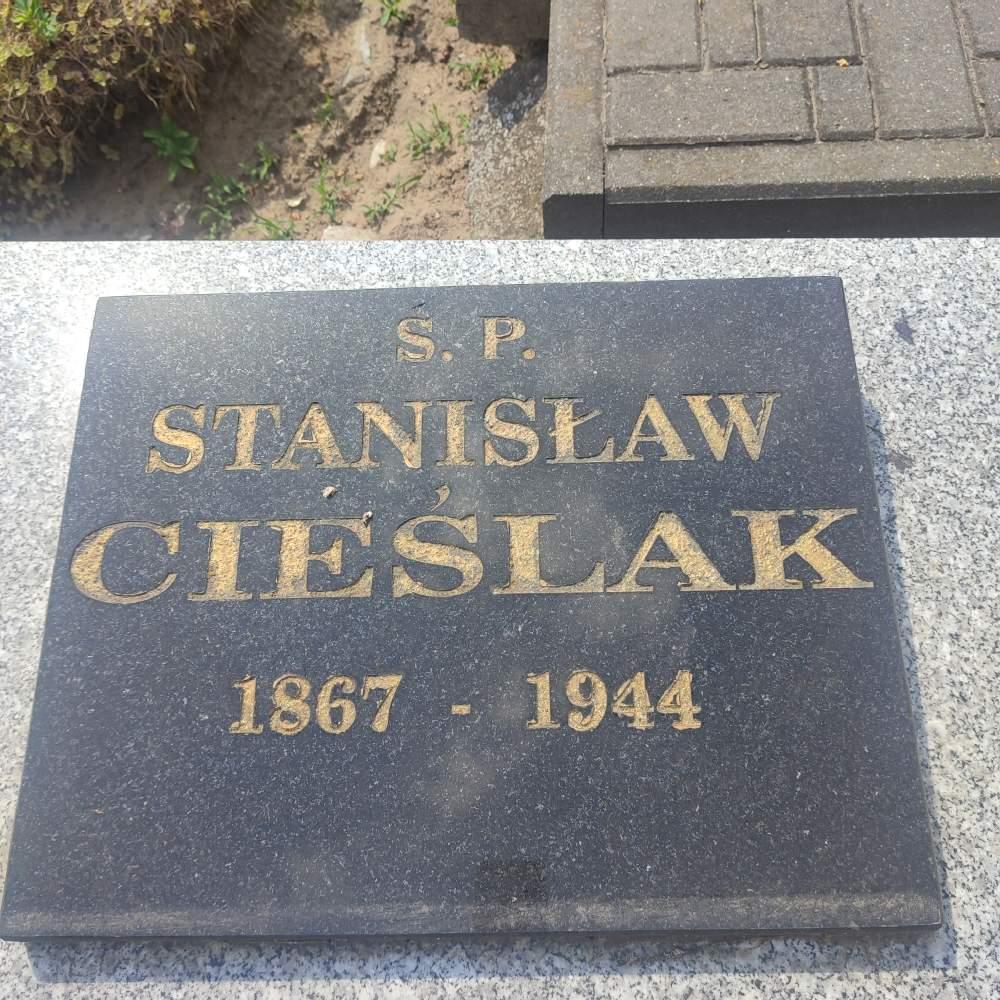 Ś. P.
STANISŁAW
CIEŚLAK
1867 - 1944